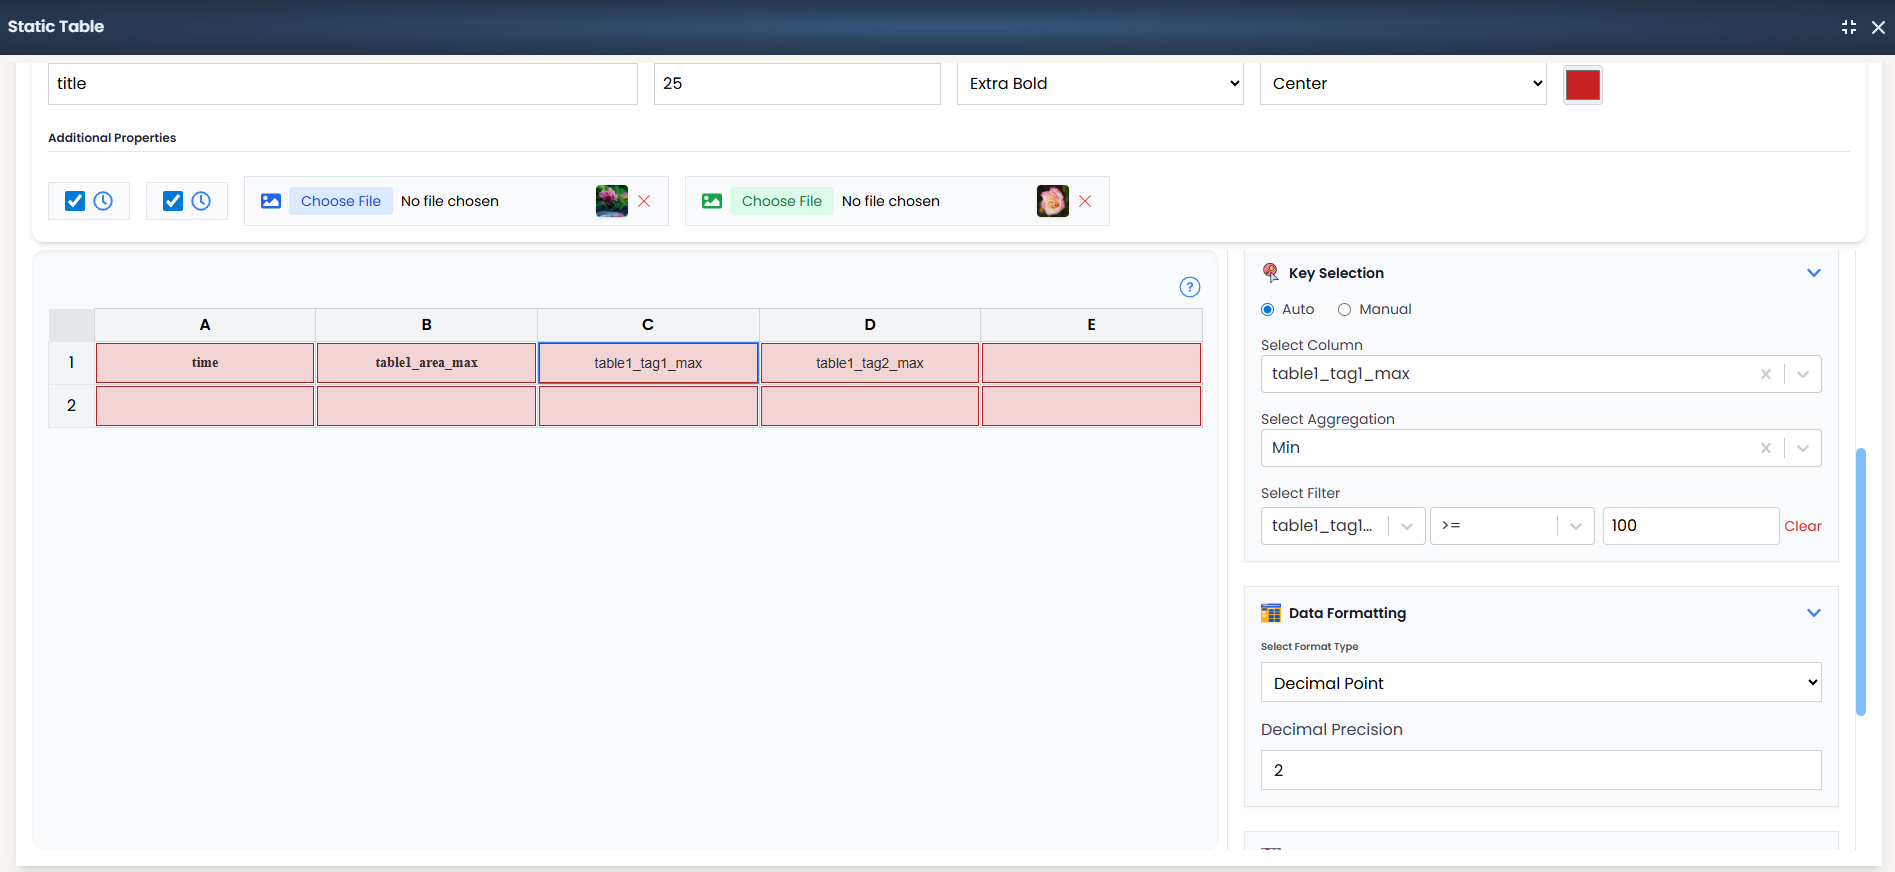 Static Table
title
25
Extra Bold
Center
Additional Properties
Choose File No file chosen
Choose File No file chosen
?
A B C D E
1 time table1_area_max table1_tag1_max table1_tag2_max
2
Key Selection
Auto Manual
Select Column
table1_tag1_max
Select Aggregation
Min
Select Filter
table1_tag1... >= 100 Clear
Data Formatting
Select Format Type
Decimal Point
Decimal Precision
2